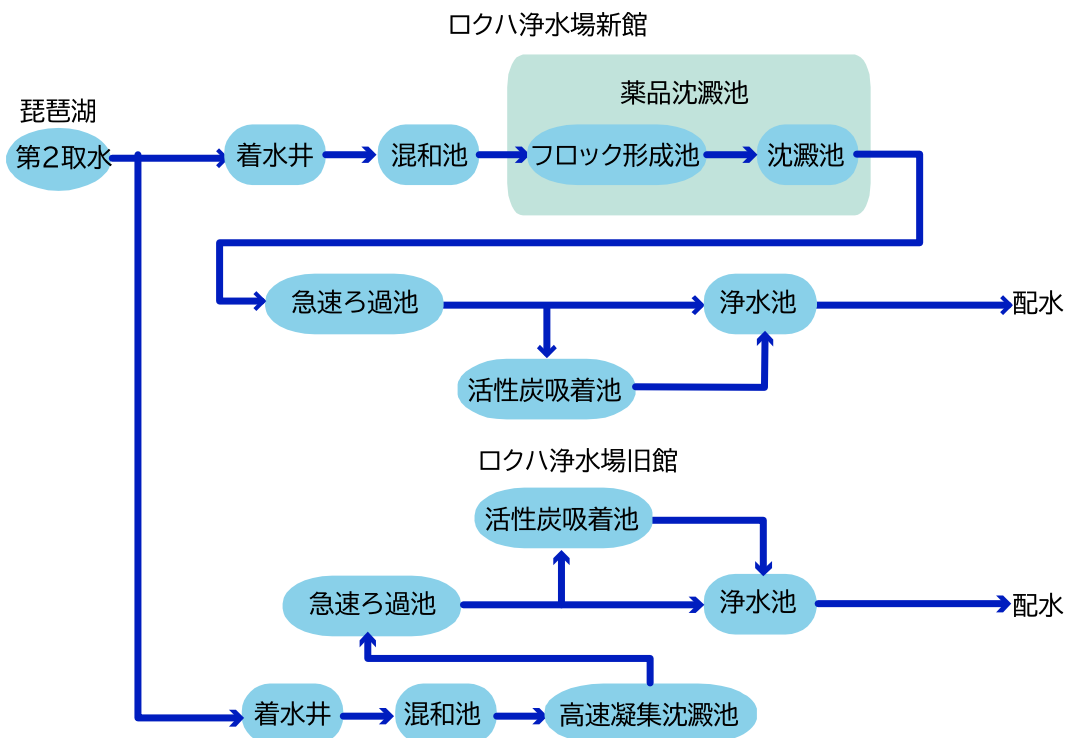 ロクハ浄水場新館
薬品沈澱池
琵琶湖
第2取水
着水井
混和池
フロック形成池
沈澱池
急速ろ過池
浄水池
配水
活性炭吸着池
ロクハ浄水場旧館
活性炭吸着池
急速ろ過池
浄水池
配水
着水井
混和池
高速凝集沈澱池